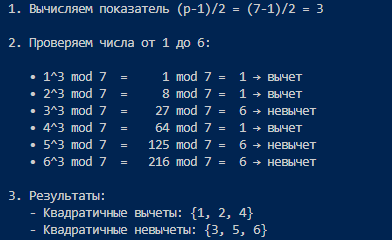 1. Вычисляем показатель (p-1)/2 = (7-1)/2 = 3
2. Проверяем числа от 1 до 6:
• 1^3 mod 7 = 1 mod 7 = 1 → вычет
• 2^3 mod 7 = 8 mod 7 = 1 → вычет
• 3^3 mod 7 = 27 mod 7 = 6 → невычет
• 4^3 mod 7 = 64 mod 7 = 1 → вычет
• 5^3 mod 7 = 125 mod 7 = 6 → невычет
• 6^3 mod 7 = 216 mod 7 = 6 → невычет
3. Результаты:
- Квадратичные вычеты: {1, 2, 4}
- Квадратичные невычеты: {3, 5, 6}